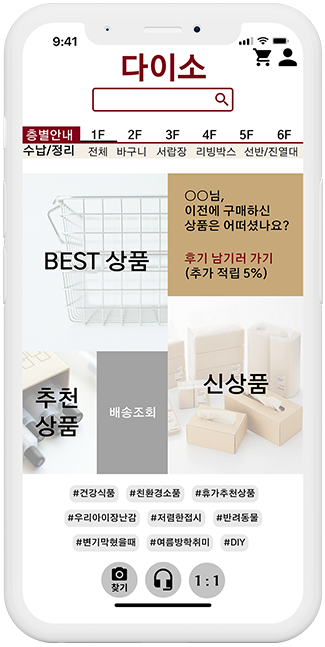 9:41
다이소
층별안내 1F 2F 3F 4F 5F 6F
수납/정리 전체 바구니 서랍장 리빙박스 선반/진열대
BEST 상품
○○님,
이전에 구매하신
상품은 어떠셨나요?
후기 남기러 가기
(추가 적립 5%)
추천
상품
배송조회
신상품
#건강식품 #친환경소품 #휴가추천상품
#우리아이장난감 #저렴한접시 #반려동물
#변기막혔을때 #여름방학취미 #DIY
찾기
1 : 1